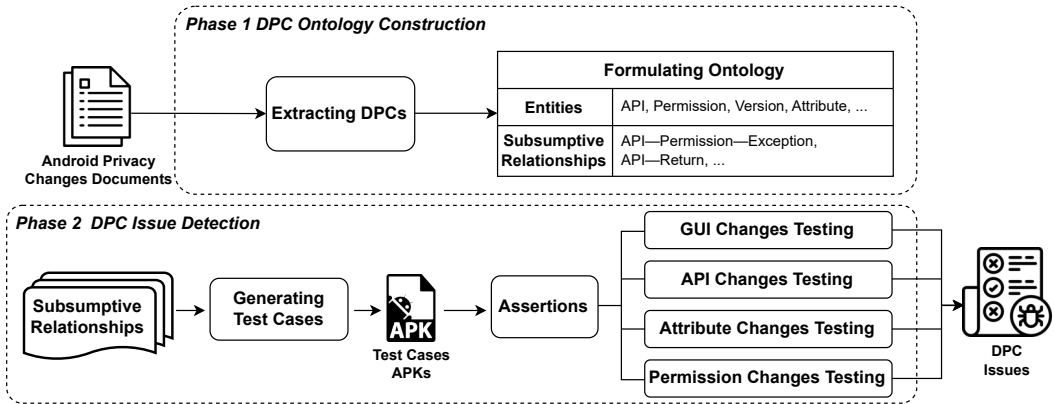 Phase 1 DPC Ontology Construction
Android Privacy
Changes Documents
Extracting DPCs
Formulating Ontology
Entities
API, Permission, Version, Attribute, ...
Subsumptive
Relationships
API—Permission—Exception,
API—Return, ...
Phase 2 DPC Issue Detection
Subsumptive
Relationships
Generating
Test Cases
APK
Test Cases
APKs
Assertions
GUI Changes Testing
API Changes Testing
Attribute Changes Testing
Permission Changes Testing
DPC
Issues